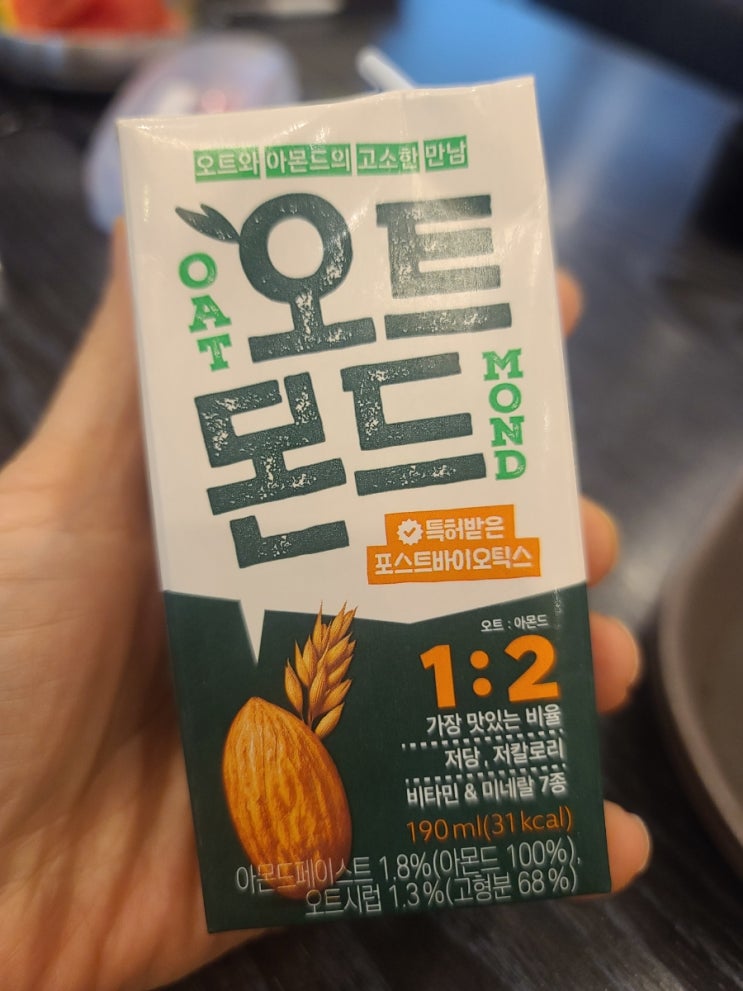 오트와 아몬드의 고소한 만남
오트
OAT
몬드
MOND
특허받은
포스트바이오틱스
오트 : 아몬드
1:2
가장 맛있는 비율
저당, 저칼로리
비타민 & 미네랄 7종
190ml(31kcal)
아몬드페이스트 1.8%(아몬드 100%),
오트시럽 1.3%(고형분 68%)